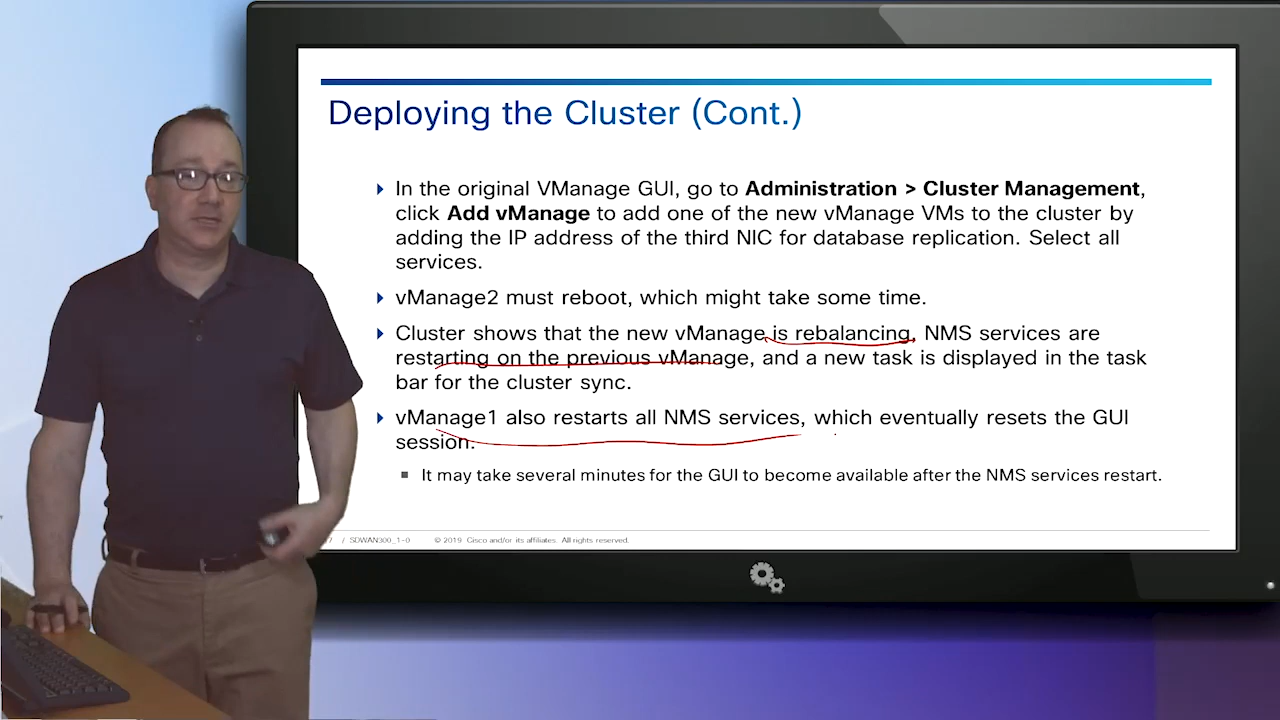 Deploying the Cluster (Cont.)
In the original VManage GUI, go to Administration > Cluster Management,
click Add vManage to add one of the new vManage VMs to the cluster by
adding the IP address of the third NIC for database replication. Select all
services.
vManage2 must reboot, which might take some time.
Cluster shows that the new vManage is rebalancing, NMS services are
restarting on the previous vManage, and a new task is displayed in the task
bar for the cluster sync.
vManage1 also restarts all NMS services, which eventually resets the GUI
session.
It may take several minutes for the GUI to become available after the NMS services restart.
7 / SDWAN300_1-0 © 2019 Cisco and/or its affiliates. All rights reserved.